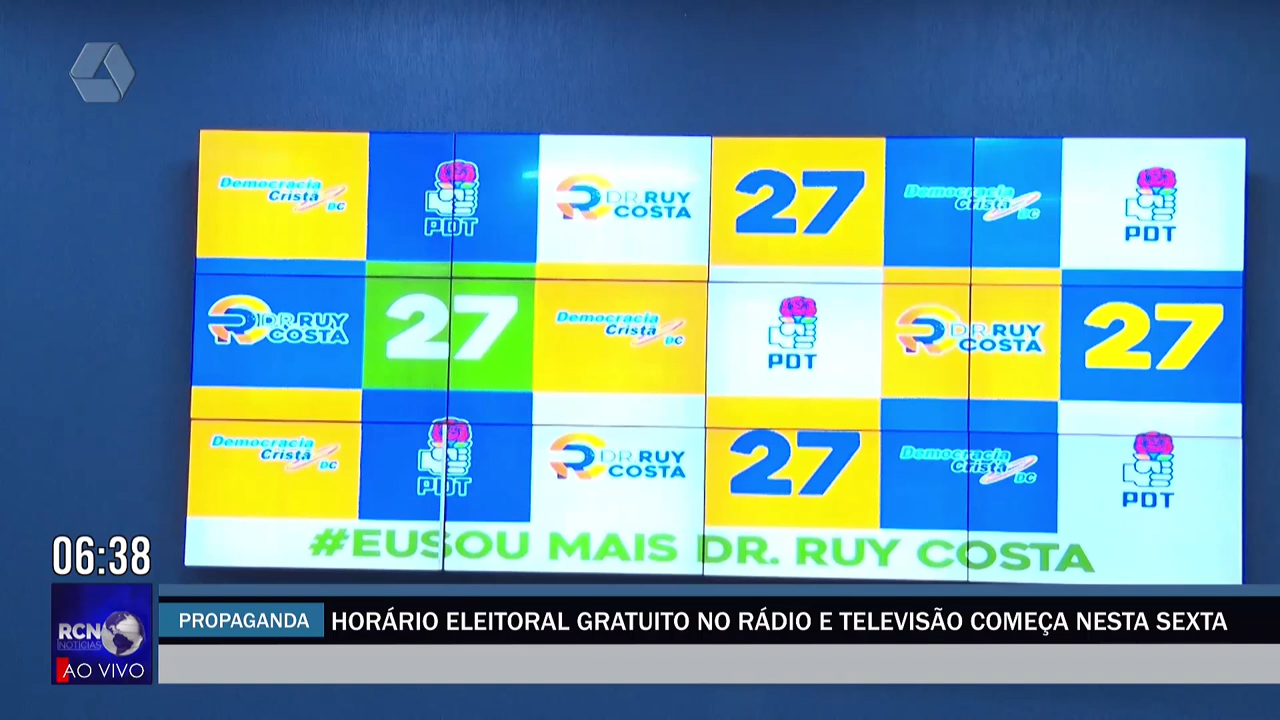 Democracia
Cristã
DC
PDT
DR. RUY
COSTA
27
Democracia
Cristã
DC
PDT
DR. RUY
COSTA
27
Democracia
Cristã
DC
PDT
DR. RUY
COSTA
27
Democracia
Cristã
DC
PDT
DR. RUY
COSTA
27
Democracia
Cristã
DC
PDT
#EUSOU MAIS DR. RUY COSTA
06:38
RCN
NOTÍCIAS
AO VIVO
PROPAGANDA
HORÁRIO ELEITORAL GRATUITO NO RÁDIO E TELEVISÃO COMEÇA NESTA SEXTA